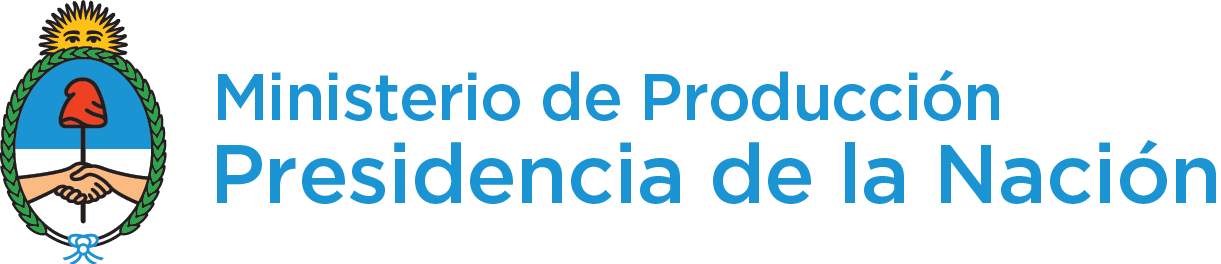 Ministerio de Producción
Presidencia de la Nación